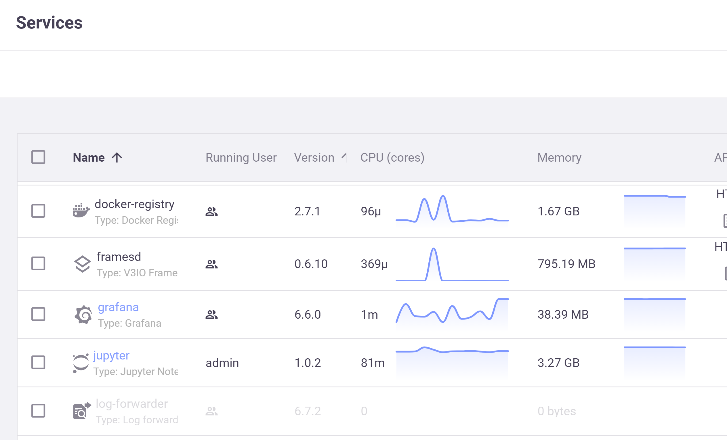 Services
Name Running User Version CPU (cores) Memory AP
docker-registry 2.7.1 96µ 1.67 GB HT
Type: Docker Regis
framesd 0.6.10 369µ 795.19 MB HT
Type: V3IO Frame
grafana 6.6.0 1m 38.39 MB
Type: Grafana
jupyter admin 1.0.2 81m 3.27 GB
Type: Jupyter Note
log-forwarder 6.7.2 0 0 bytes
Type: Log forward